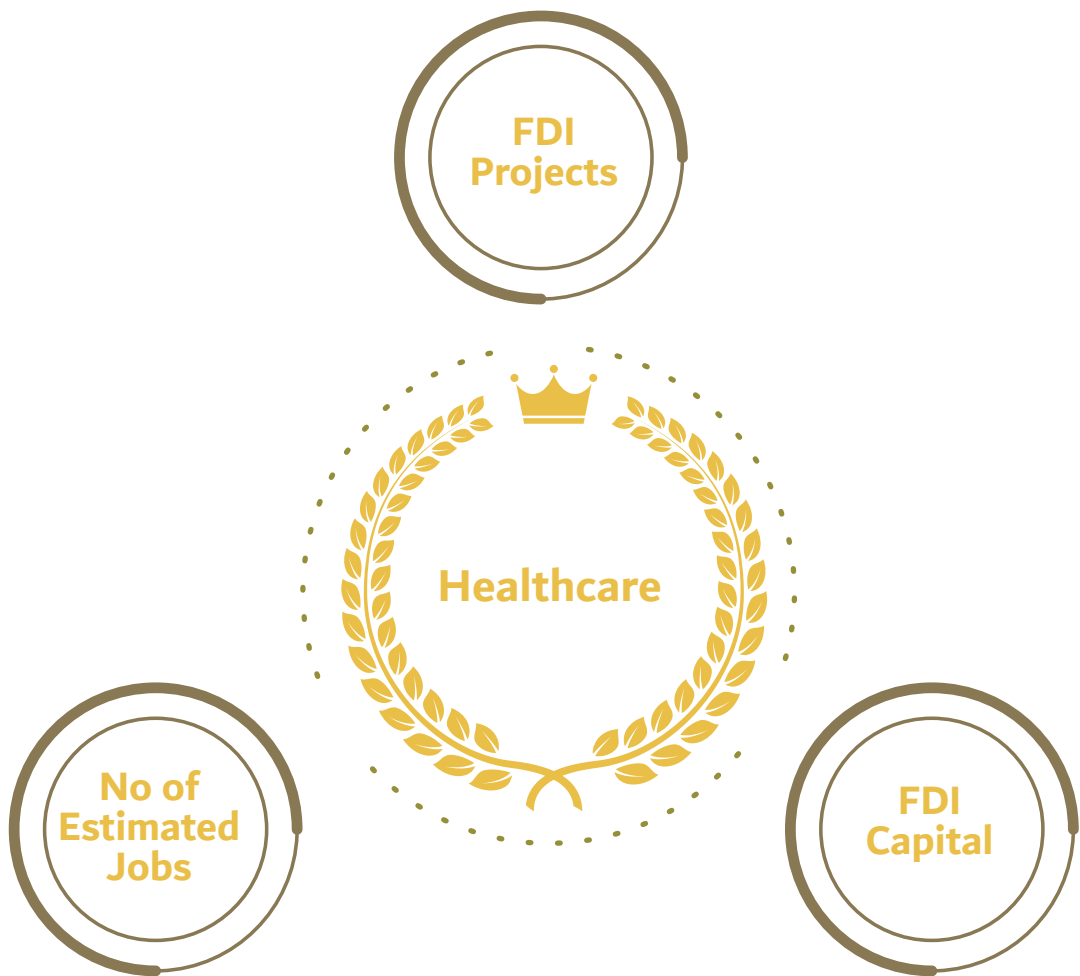 FDI
Projects
Healthcare
No of
Estimated
Jobs
FDI
Capital